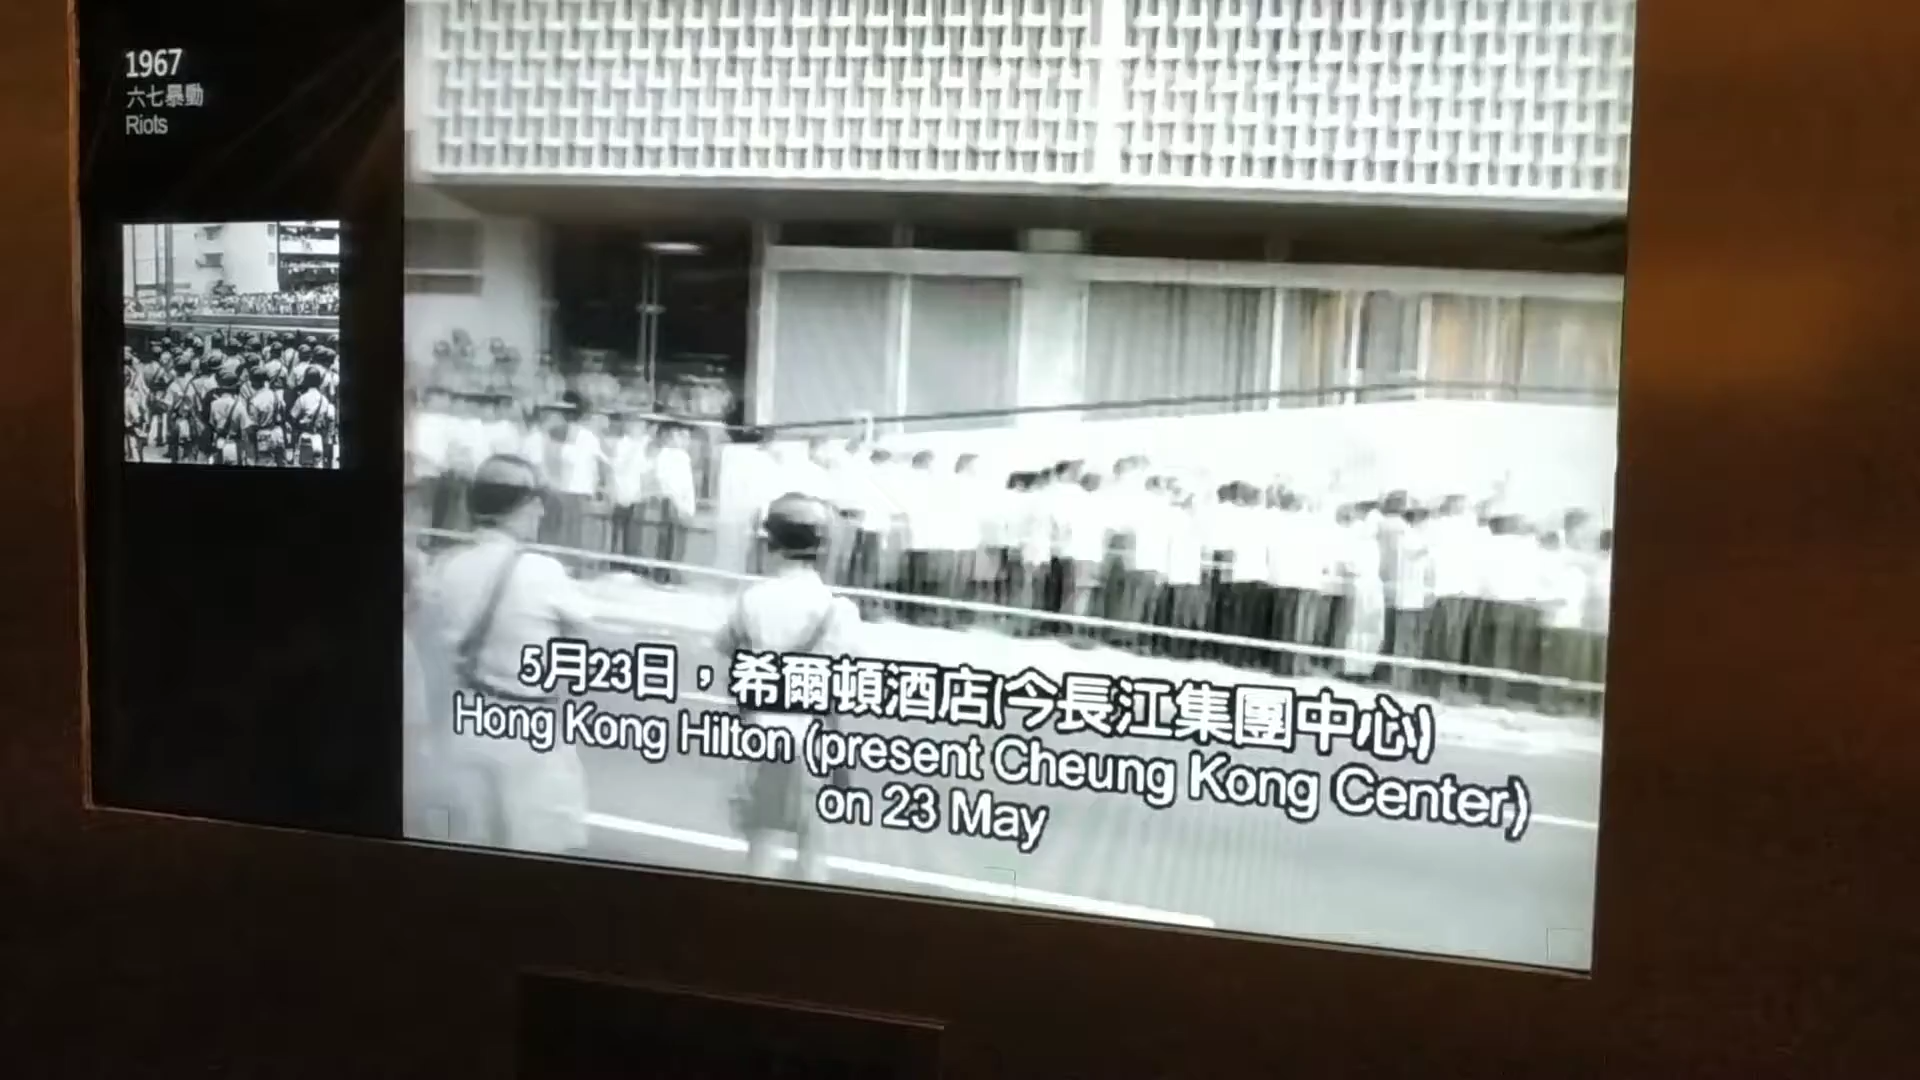 1967
六七暴動
Riots
5月23日，希爾頓酒店(今長江集團中心)
Hong Kong Hilton (present Cheung Kong Center)
on 23 May